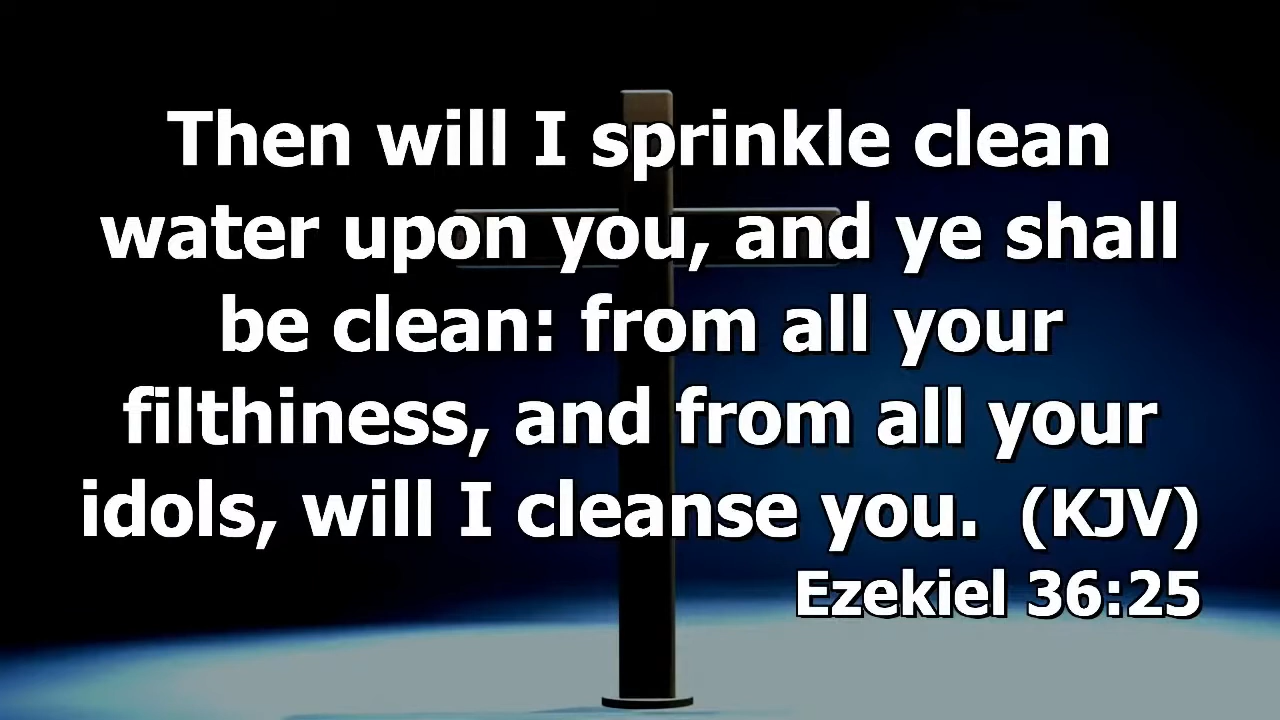 Then will I sprinkle clean
water upon you, and ye shall
be clean: from all your
filthiness, and from all your
idols, will I cleanse you.  (KJV)
Ezekiel 36:25